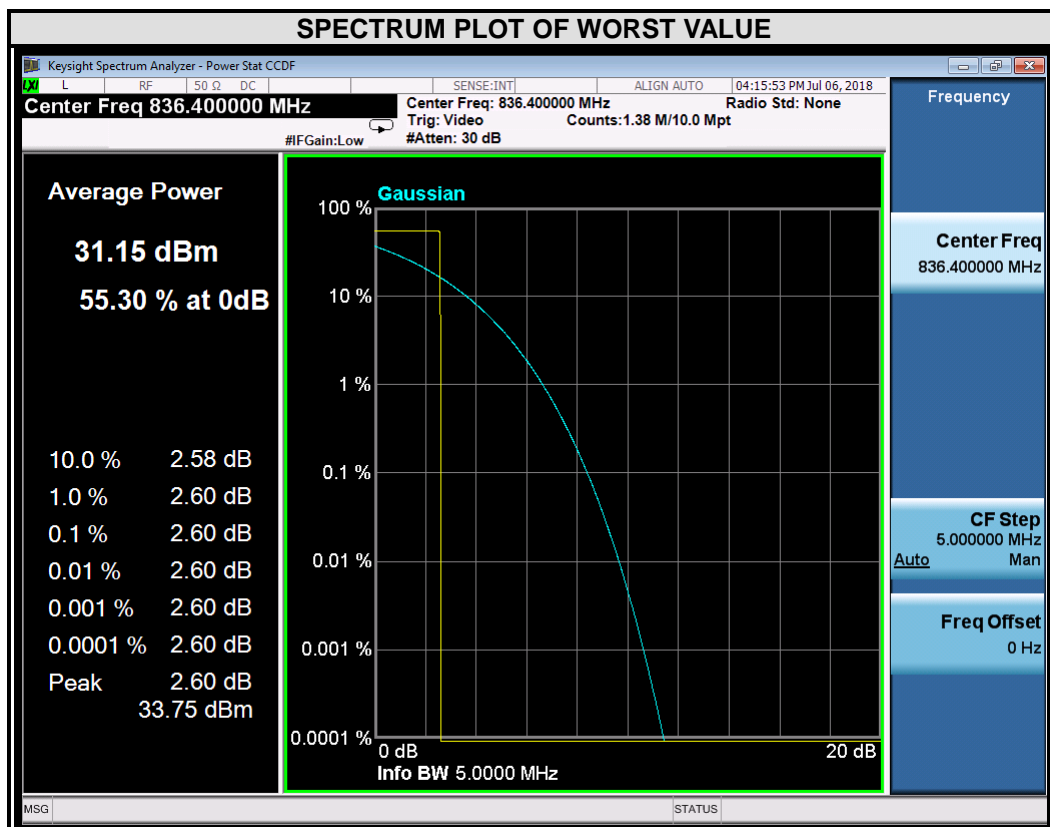 SPECTRUM PLOT OF WORST VALUE
Keysight Spectrum Analyzer - Power Stat CCDF
LXI L RF 50 Ω DC SENSE:INT ALIGN AUTO 04:15:53 PM Jul 06, 2018
Center Freq 836.400000 MHz
Center Freq: 836.400000 MHz Radio Std: None
Trig: Video Counts:1.38 M/10.0 Mpt
#IFGain:Low #Atten: 30 dB
Average Power
31.15 dBm
55.30 % at 0dB
10.0 % 2.58 dB
1.0 % 2.60 dB
0.1 % 2.60 dB
0.01 % 2.60 dB
0.001 % 2.60 dB
0.0001 % 2.60 dB
Peak 2.60 dB
33.75 dBm
Gaussian
100 %
10 %
1 %
0.1 %
0.01 %
0.001 %
0.0001 %
0 dB 20 dB
Info BW 5.0000 MHz
Frequency
Center Freq
836.400000 MHz
CF Step
5.000000 MHz
Auto Man
Freq Offset
0 Hz
MSG STATUS